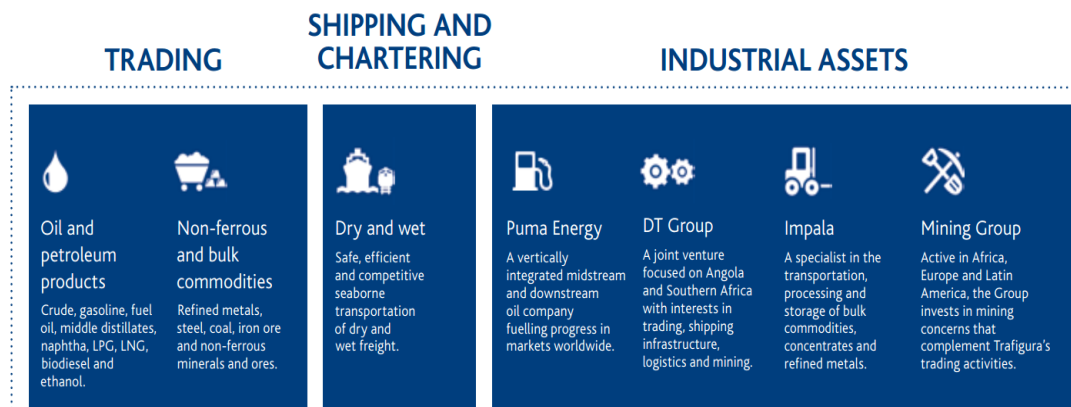 TRADING
SHIPPING AND
CHARTERING
INDUSTRIAL ASSETS
Oil and
petroleum
products
Crude, gasoline, fuel
oil, middle distillates,
naphtha, LPG, LNG,
biodiesel and
ethanol.
Non-ferrous
and bulk
commodities
Refined metals,
steel, coal, iron ore
and non-ferrous
minerals and ores.
Dry and wet
Safe, efficient
and competitive
seaborne
transportation
of dry and
wet freight.
Puma Energy
A vertically
integrated midstream
and downstream
oil company
fuelling progress in
markets worldwide.
DT Group
A joint venture
focused on Angola
and Southern Africa
with interests in
trading, shipping
infrastructure,
logistics and mining.
Impala
A specialist in the
transportation,
processing and
storage of bulk
commodities,
concentrates and
refined metals.
Mining Group
Active in Africa,
Europe and Latin
America, the Group
invests in mining
concerns that
complement Trafigura's
trading activities.